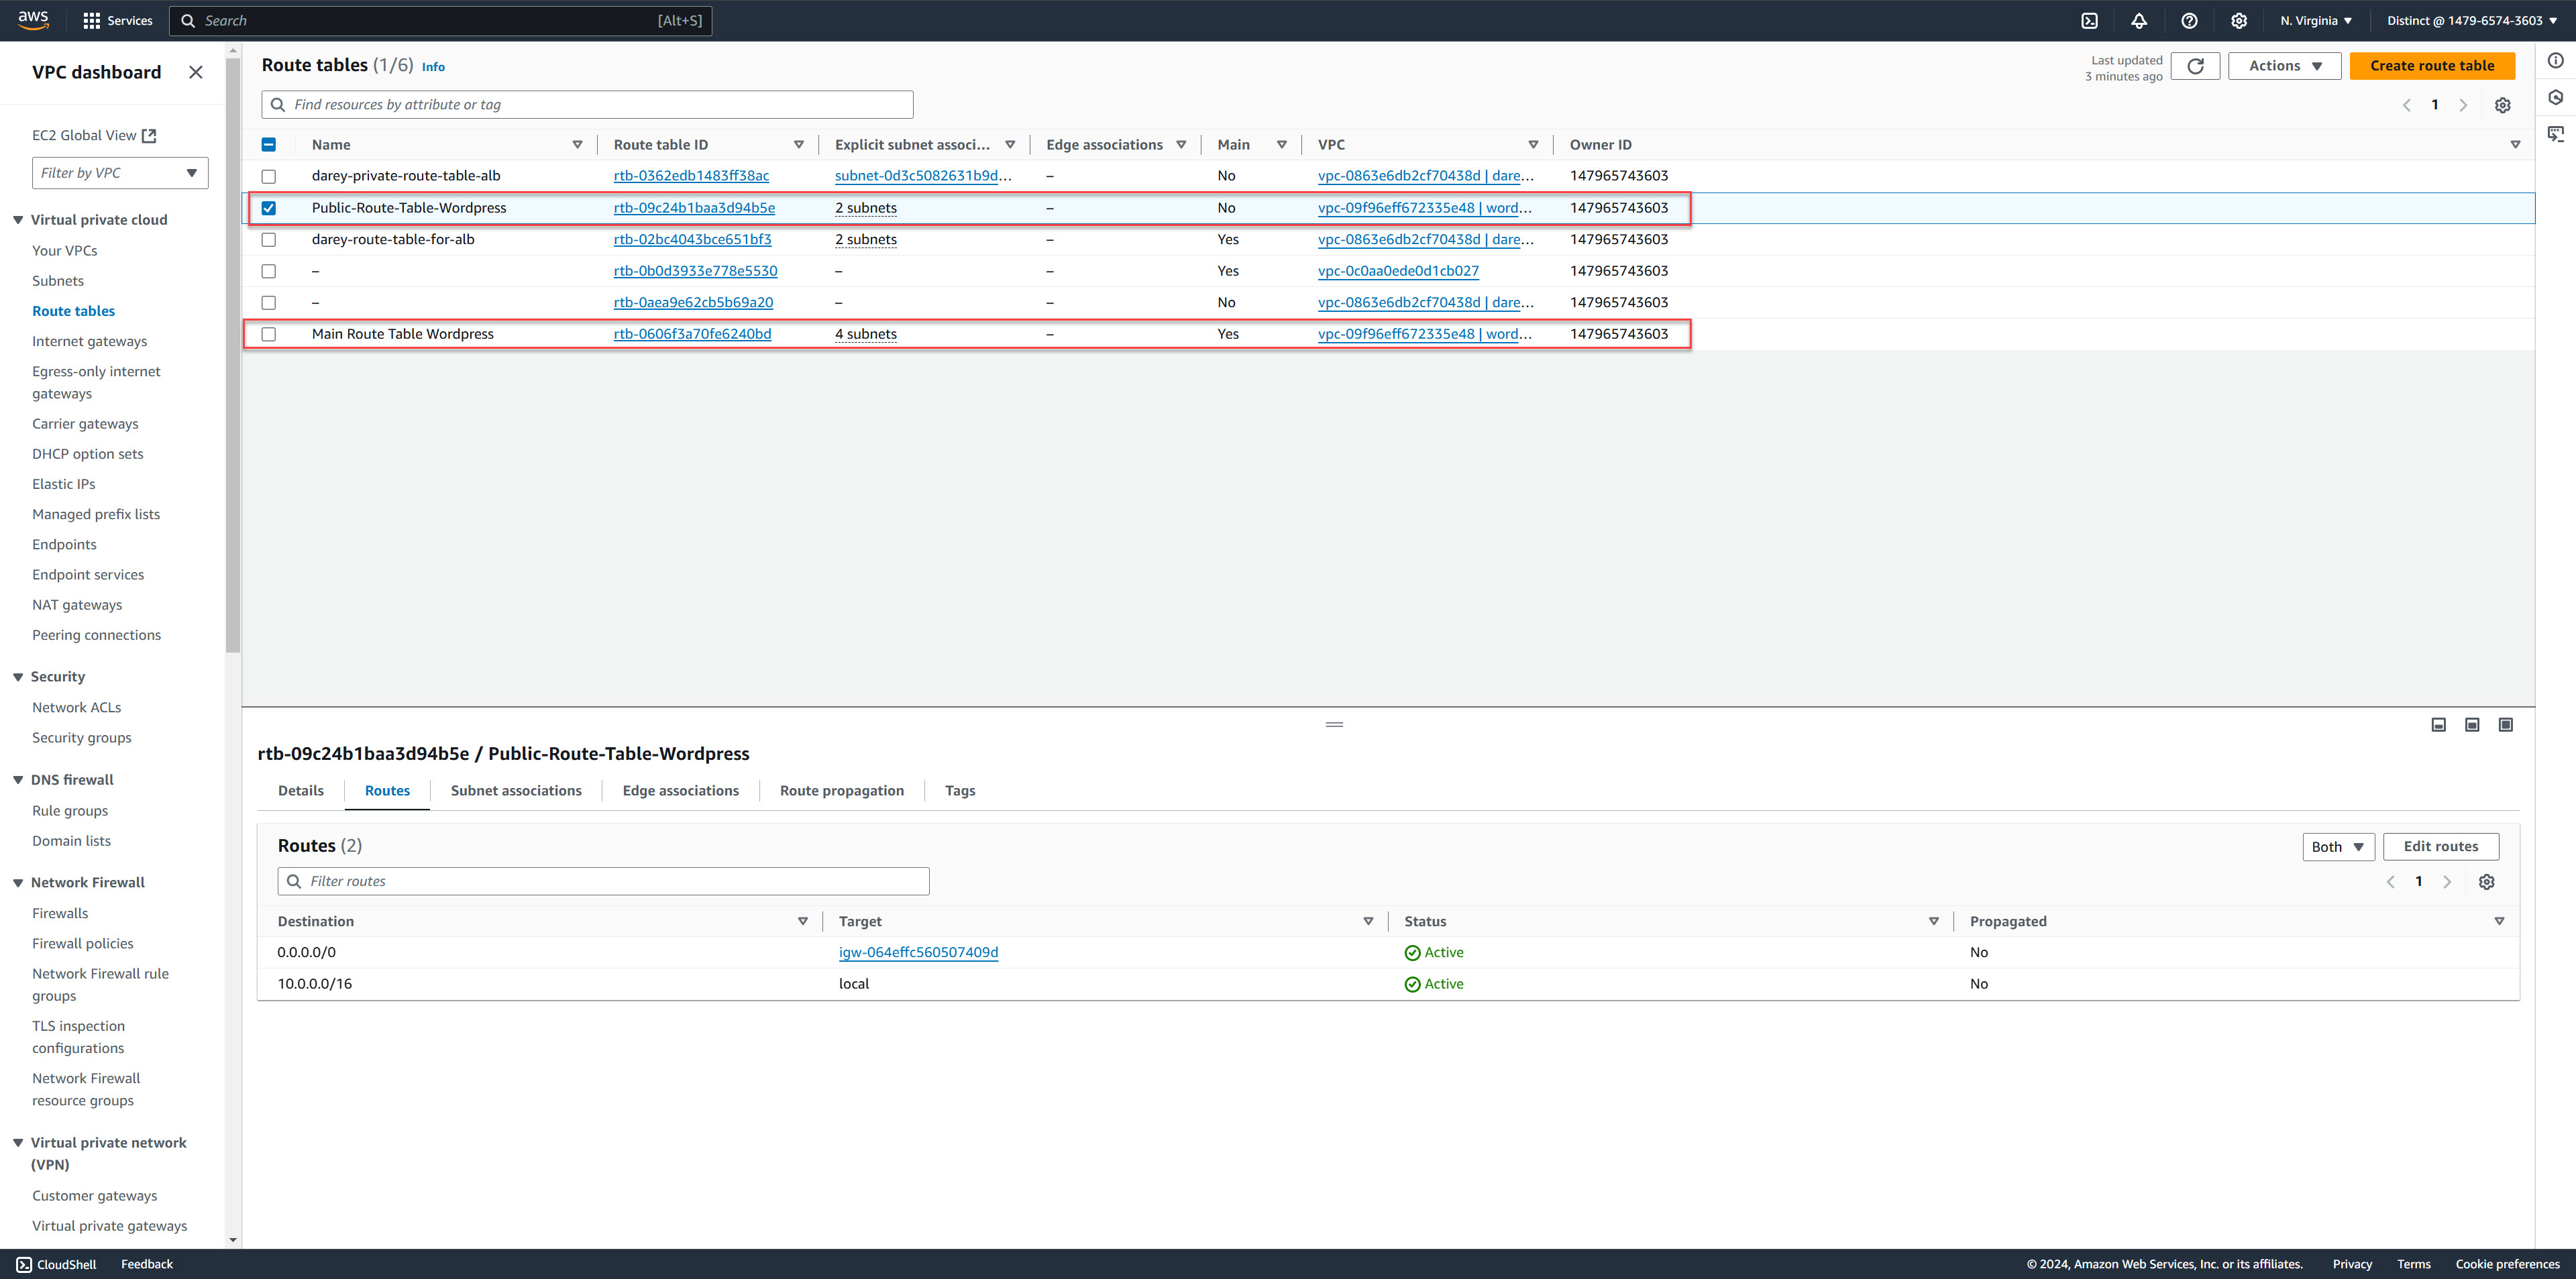 aws
Services
Search
[Alt+S]
N. Virginia
Distinct @ 1479-6574-3603
VPC dashboard
EC2 Global View
Filter by VPC
Virtual private cloud
Your VPCs
Subnets
Route tables
Internet gateways
Egress-only internet
gateways
Carrier gateways
DHCP option sets
Elastic IPs
Managed prefix lists
Endpoints
Endpoint services
NAT gateways
Peering connections
Security
Network ACLs
Security groups
DNS firewall
Rule groups
Domain lists
Network Firewall
Firewalls
Firewall policies
Network Firewall rule
groups
TLS inspection
configurations
Network Firewall
resource groups
Virtual private network
(VPN)
Customer gateways
Virtual private gateways
Route tables (1/6) Info
Last updated
3 minutes ago
Actions
Create route table
Find resources by attribute or tag
1
Name Route table ID Explicit subnet associ... Edge associations Main VPC Owner ID
darey-private-route-table-alb rtb-0362edb1483ff38ac subnet-0d3c5082631b9d... – No vpc-0863e6db2cf70438d | dare... 147965743603
Public-Route-Table-Wordpress rtb-09c24b1baa3d94b5e 2 subnets – No vpc-09f96eff672335e48 | word... 147965743603
darey-route-table-for-alb rtb-02bc4043bce651bf3 2 subnets – Yes vpc-0863e6db2cf70438d | dare... 147965743603
– rtb-0b0d3933e778e5530 – – Yes vpc-0c0aa0ede0d1cb027 147965743603
– rtb-0aea9e62cb5b69a20 – – No vpc-0863e6db2cf70438d | dare... 147965743603
Main Route Table Wordpress rtb-0606f3a70fe6240bd 4 subnets – Yes vpc-09f96eff672335e48 | word... 147965743603
rtb-09c24b1baa3d94b5e / Public-Route-Table-Wordpress
Details Routes Subnet associations Edge associations Route propagation Tags
Routes (2)
Both
Edit routes
Filter routes
1
Destination Target Status Propagated
0.0.0.0/0 igw-064effc560507409d Active No
10.0.0.0/16 local Active No
CloudShell Feedback
© 2024, Amazon Web Services, Inc. or its affiliates. Privacy Terms Cookie preferences